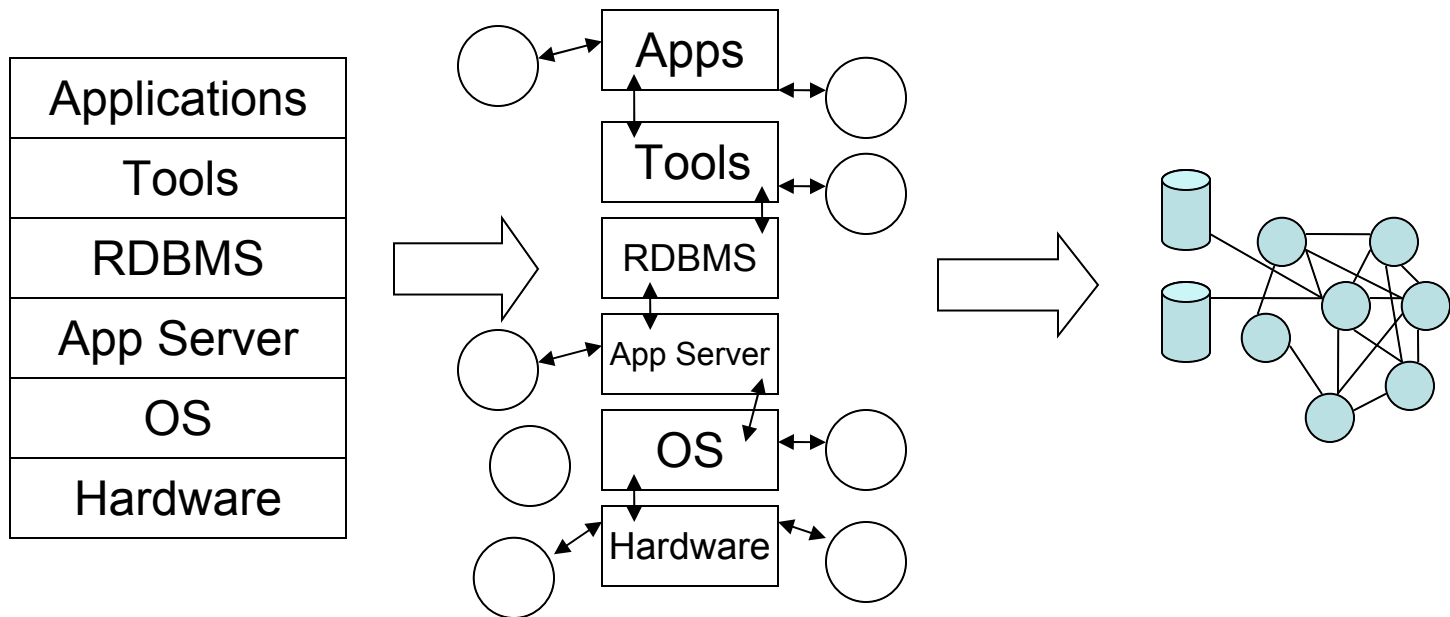 Applications
Tools
RDBMS
App Server
OS
Hardware
Apps
Tools
RDBMS
App Server
OS
Hardware